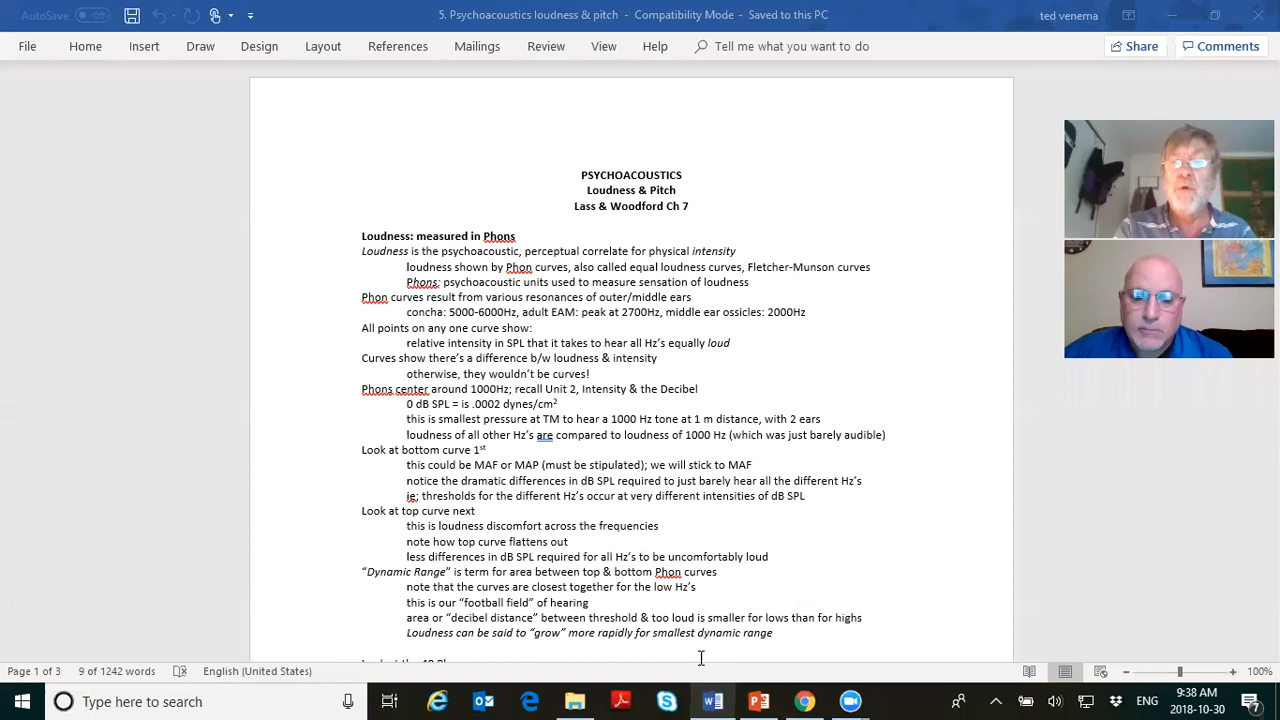 AutoSave Off 5. Psychoacoustics loudness & pitch - Compatibility Mode - Saved to this PC ted venema
File Home Insert Draw Design Layout References Mailings Review View Help Tell me what you want to do Share Comments
PSYCHOACOUSTICS
Loudness & Pitch
Lass & Woodford Ch 7
Loudness: measured in Phons
Loudness is the psychoacoustic, perceptual correlate for physical intensity
loudness shown by Phon curves, also called equal loudness curves, Fletcher-Munson curves
Phons: psychoacoustic units used to measure sensation of loudness
Phon curves result from various resonances of outer/middle ears
concha: 5000-6000Hz, adult EAM: peak at 2700Hz, middle ear ossicles: 2000Hz
All points on any one curve show:
relative intensity in SPL that it takes to hear all Hz's equally loud
Curves show there's a difference b/w loudness & intensity
otherwise, they wouldn't be curves!
Phons center around 1000Hz; recall Unit 2, Intensity & the Decibel
0 dB SPL = is .0002 dynes/cm²
this is smallest pressure at TM to hear a 1000 Hz tone at 1 m distance, with 2 ears
loudness of all other Hz's are compared to loudness of 1000 Hz (which was just barely audible)
Look at bottom curve 1st
this could be MAF or MAP (must be stipulated); we will stick to MAF
notice the dramatic differences in dB SPL required to just barely hear all the different Hz's
ie; thresholds for the different Hz's occur at very different intensities of dB SPL
Look at top curve next
this is loudness discomfort across the frequencies
note how top curve flattens out
less differences in dB SPL required for all Hz's to be uncomfortably loud
"Dynamic Range" is term for area between top & bottom Phon curves
note that the curves are closest together for the low Hz's
this is our "football field" of hearing
area or "decibel distance" between threshold & too loud is smaller for lows than for highs
Loudness can be said to "grow" more rapidly for smallest dynamic range
Page 1 of 3 9 of 1242 words English (United States) 100%
Type here to search ENG 9:38 AM
2018-10-30 7